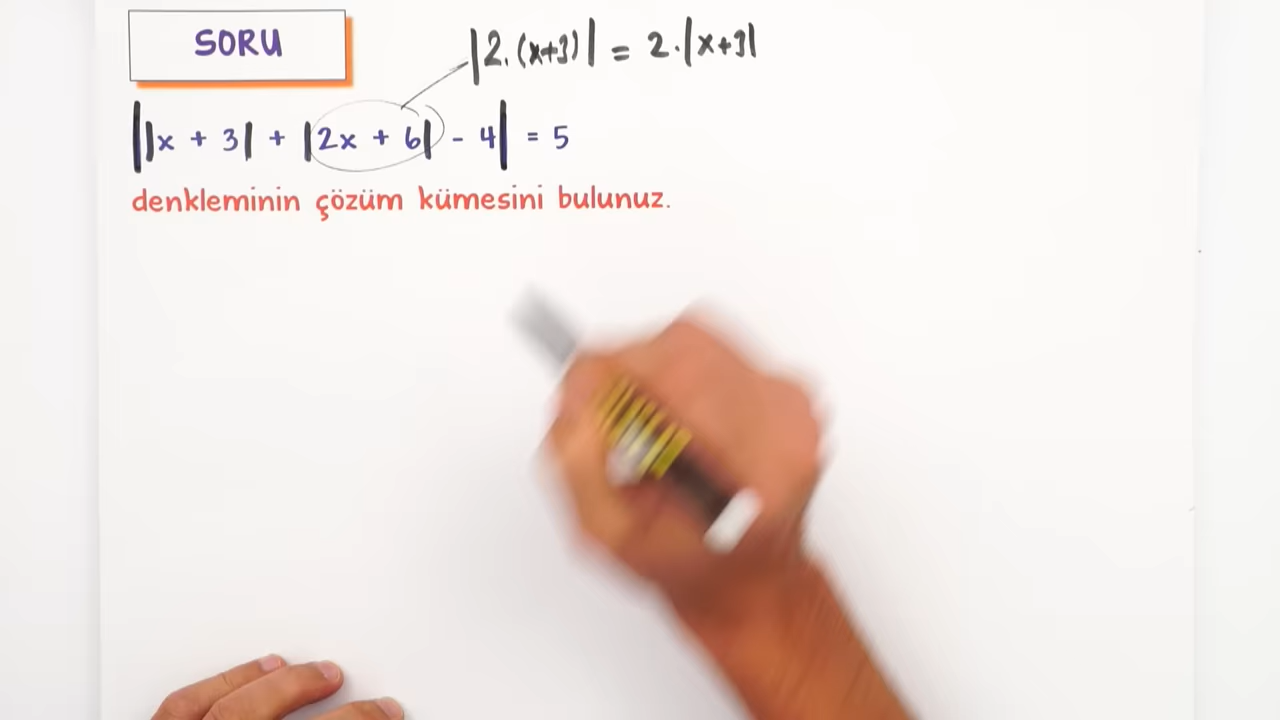 SORU
|2.(x+3)| = 2.|x+3|
||x + 3| + |2x + 6| - 4| = 5
denkleminin çözüm kümesini bulunuz.